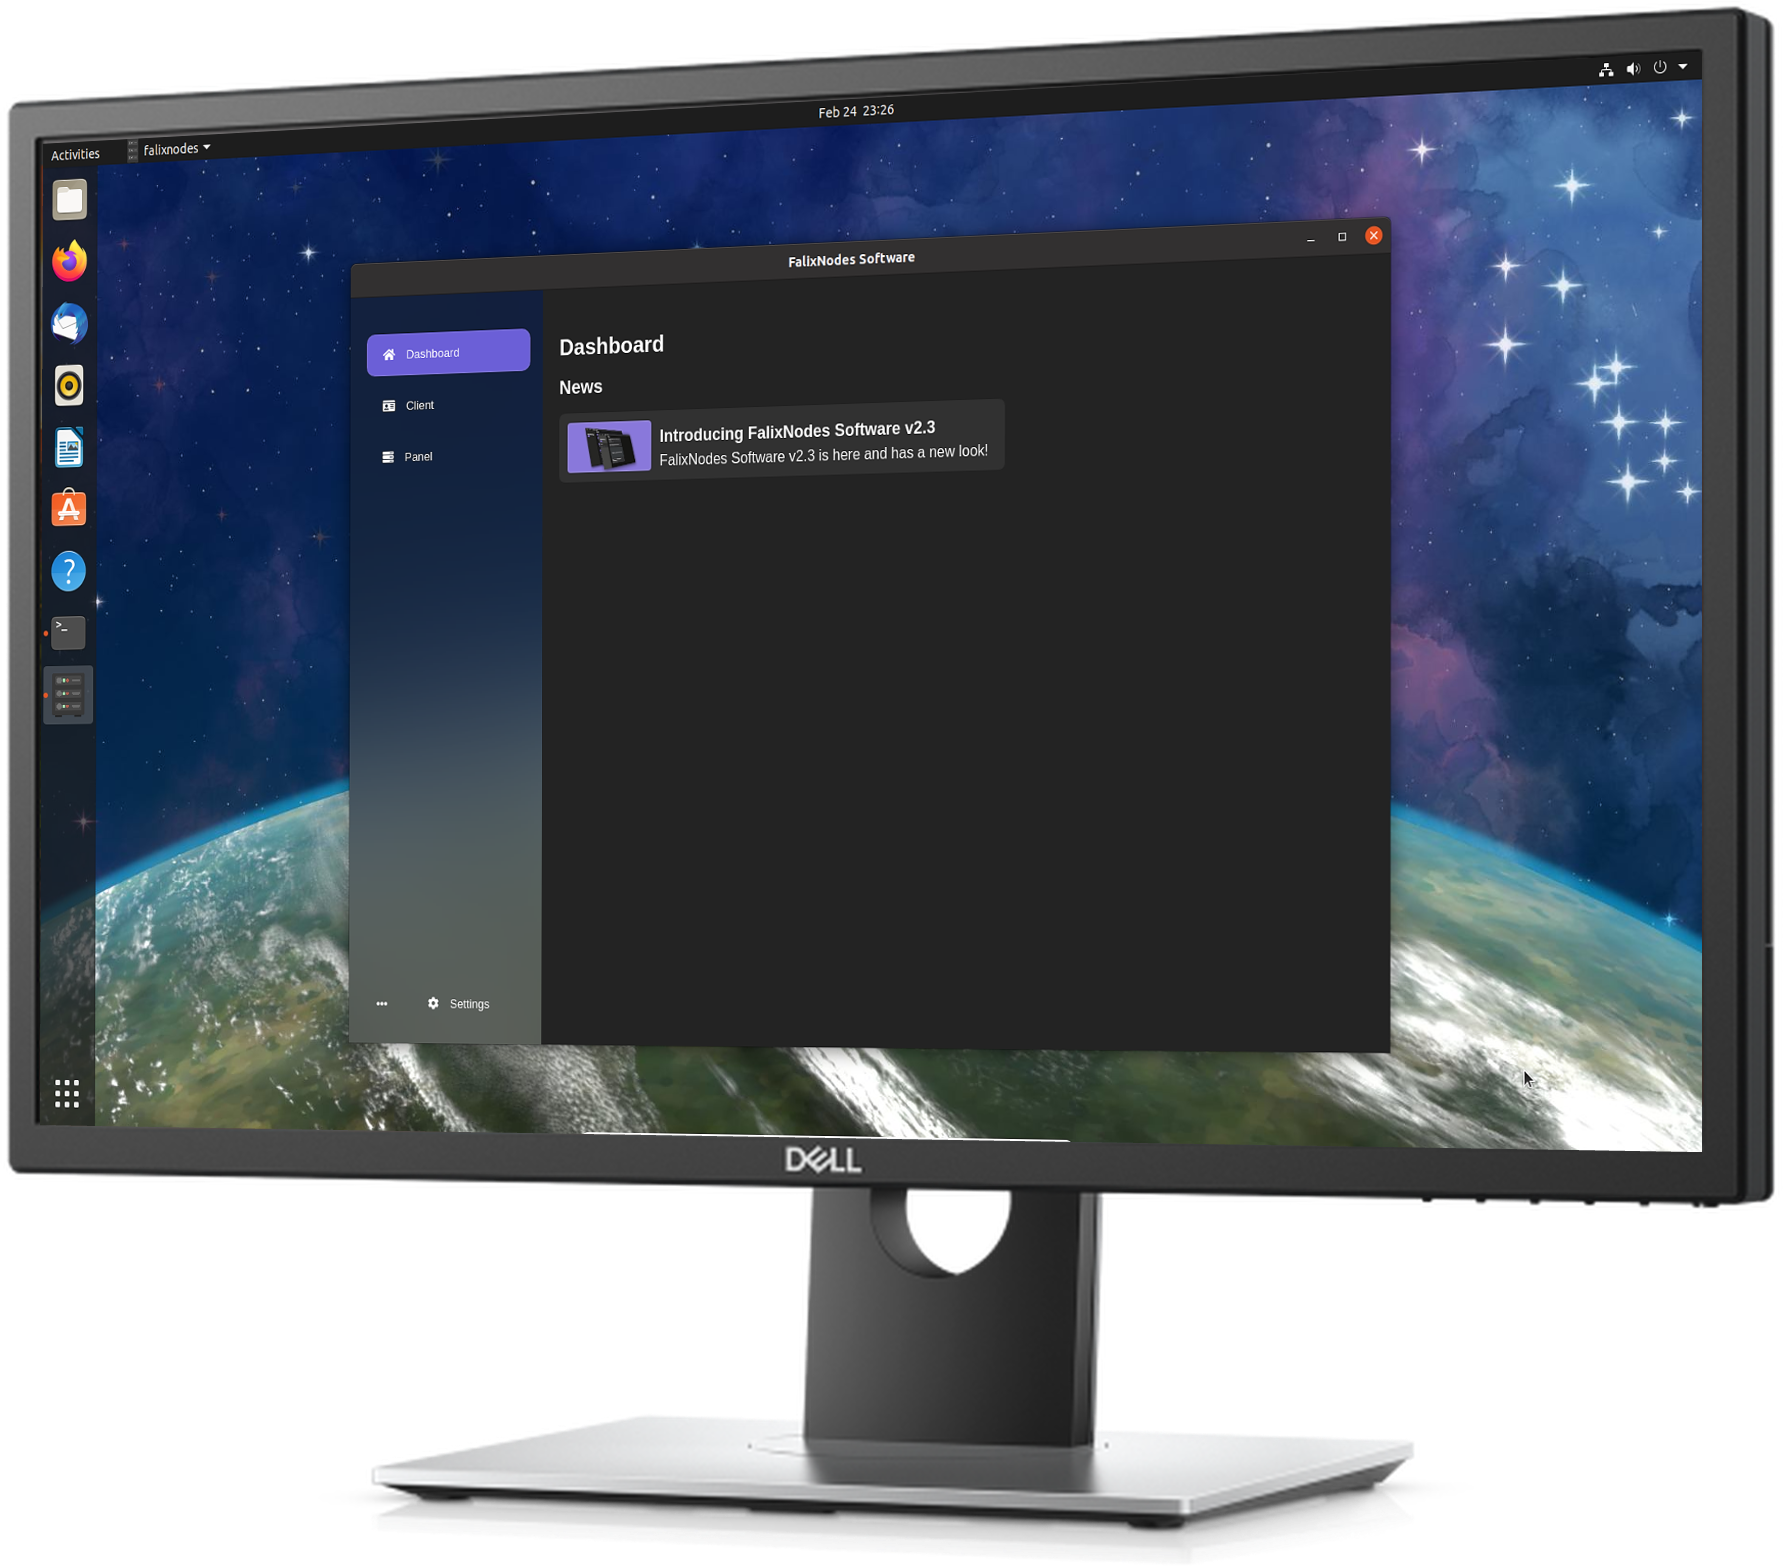 Feb 24 23:26
Activities
falixnodes
FalixNodes Software
Dashboard
Client
Panel
Settings
Dashboard
News
Introducing FalixNodes Software v2.3
FalixNodes Software v2.3 is here and has a new look!
DELL